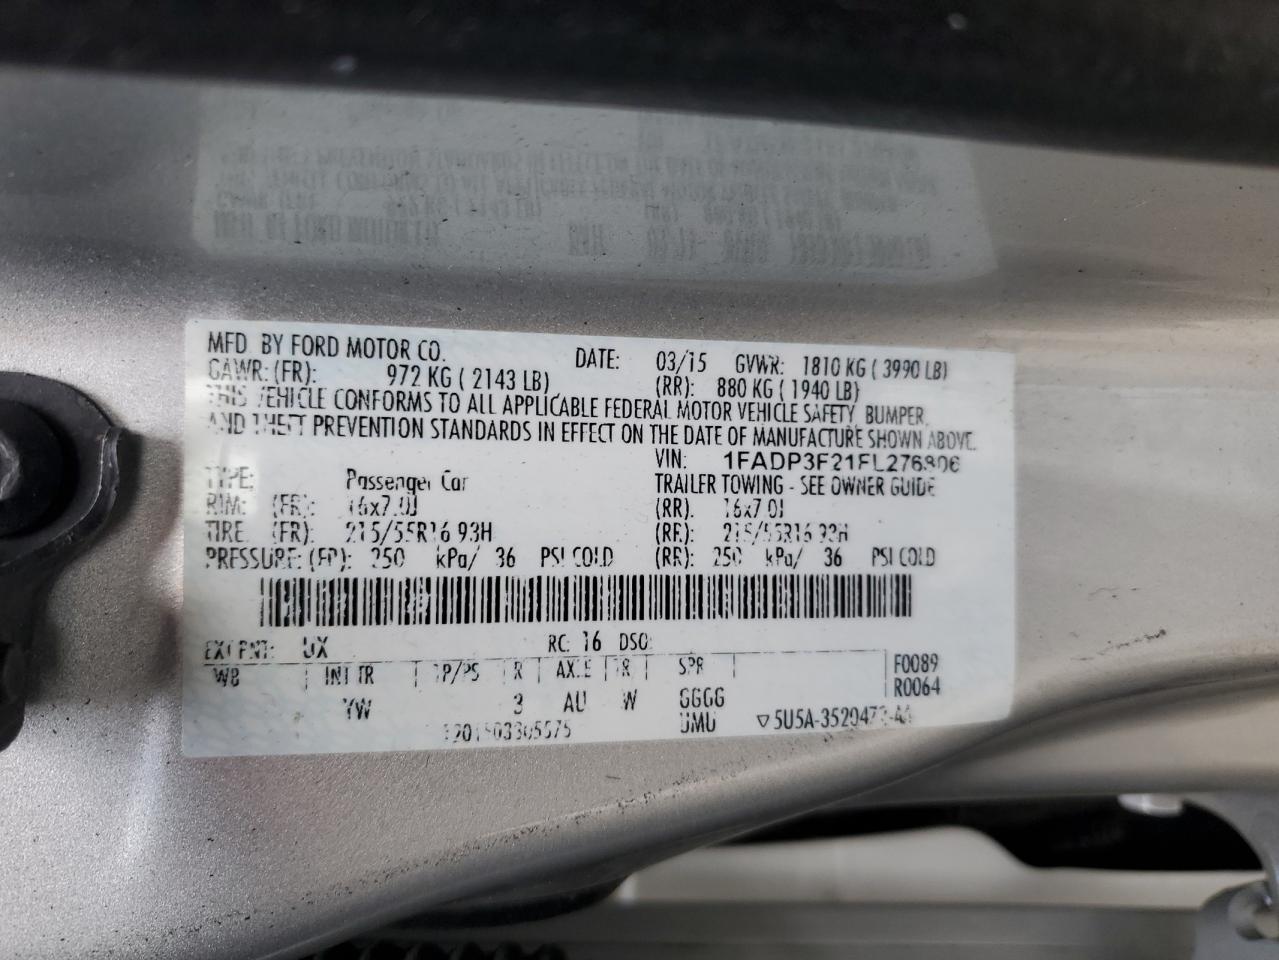 MFD BY FORD MOTOR CO. DATE: 03/15 GVWR: 1810 KG ( 3990 LB)
GAWR: (FR): 972 KG ( 2143 LB) (RR): 880 KG ( 1940 LB)
THIS VEHICLE CONFORMS TO ALL APPLICABLE FEDERAL MOTOR VEHICLE SAFETY, BUMPER,
AND THEFT PREVENTION STANDARDS IN EFFECT ON THE DATE OF MANUFACTURE SHOWN ABOVE.
VIN:
TYPE: Passenger Car TRAILER TOWING - SEE OWNER GUIDE
RIM: (FR): 16x7.0J (RR): 16x7.0J
TIRE: (FR): 215/55R16 93H (RR): 215/55R16 93H
PRESSURE: (FR): 250 kPa/ 36 PSI COLD (RR): 250 kPa/ 36 PSI COLD
EXT PNT: UX RC: 16 DSO:
WB INT TR TP/PS R AXLE TR SPR F0089
R0064
YW 3 AU W GGGG
UMU